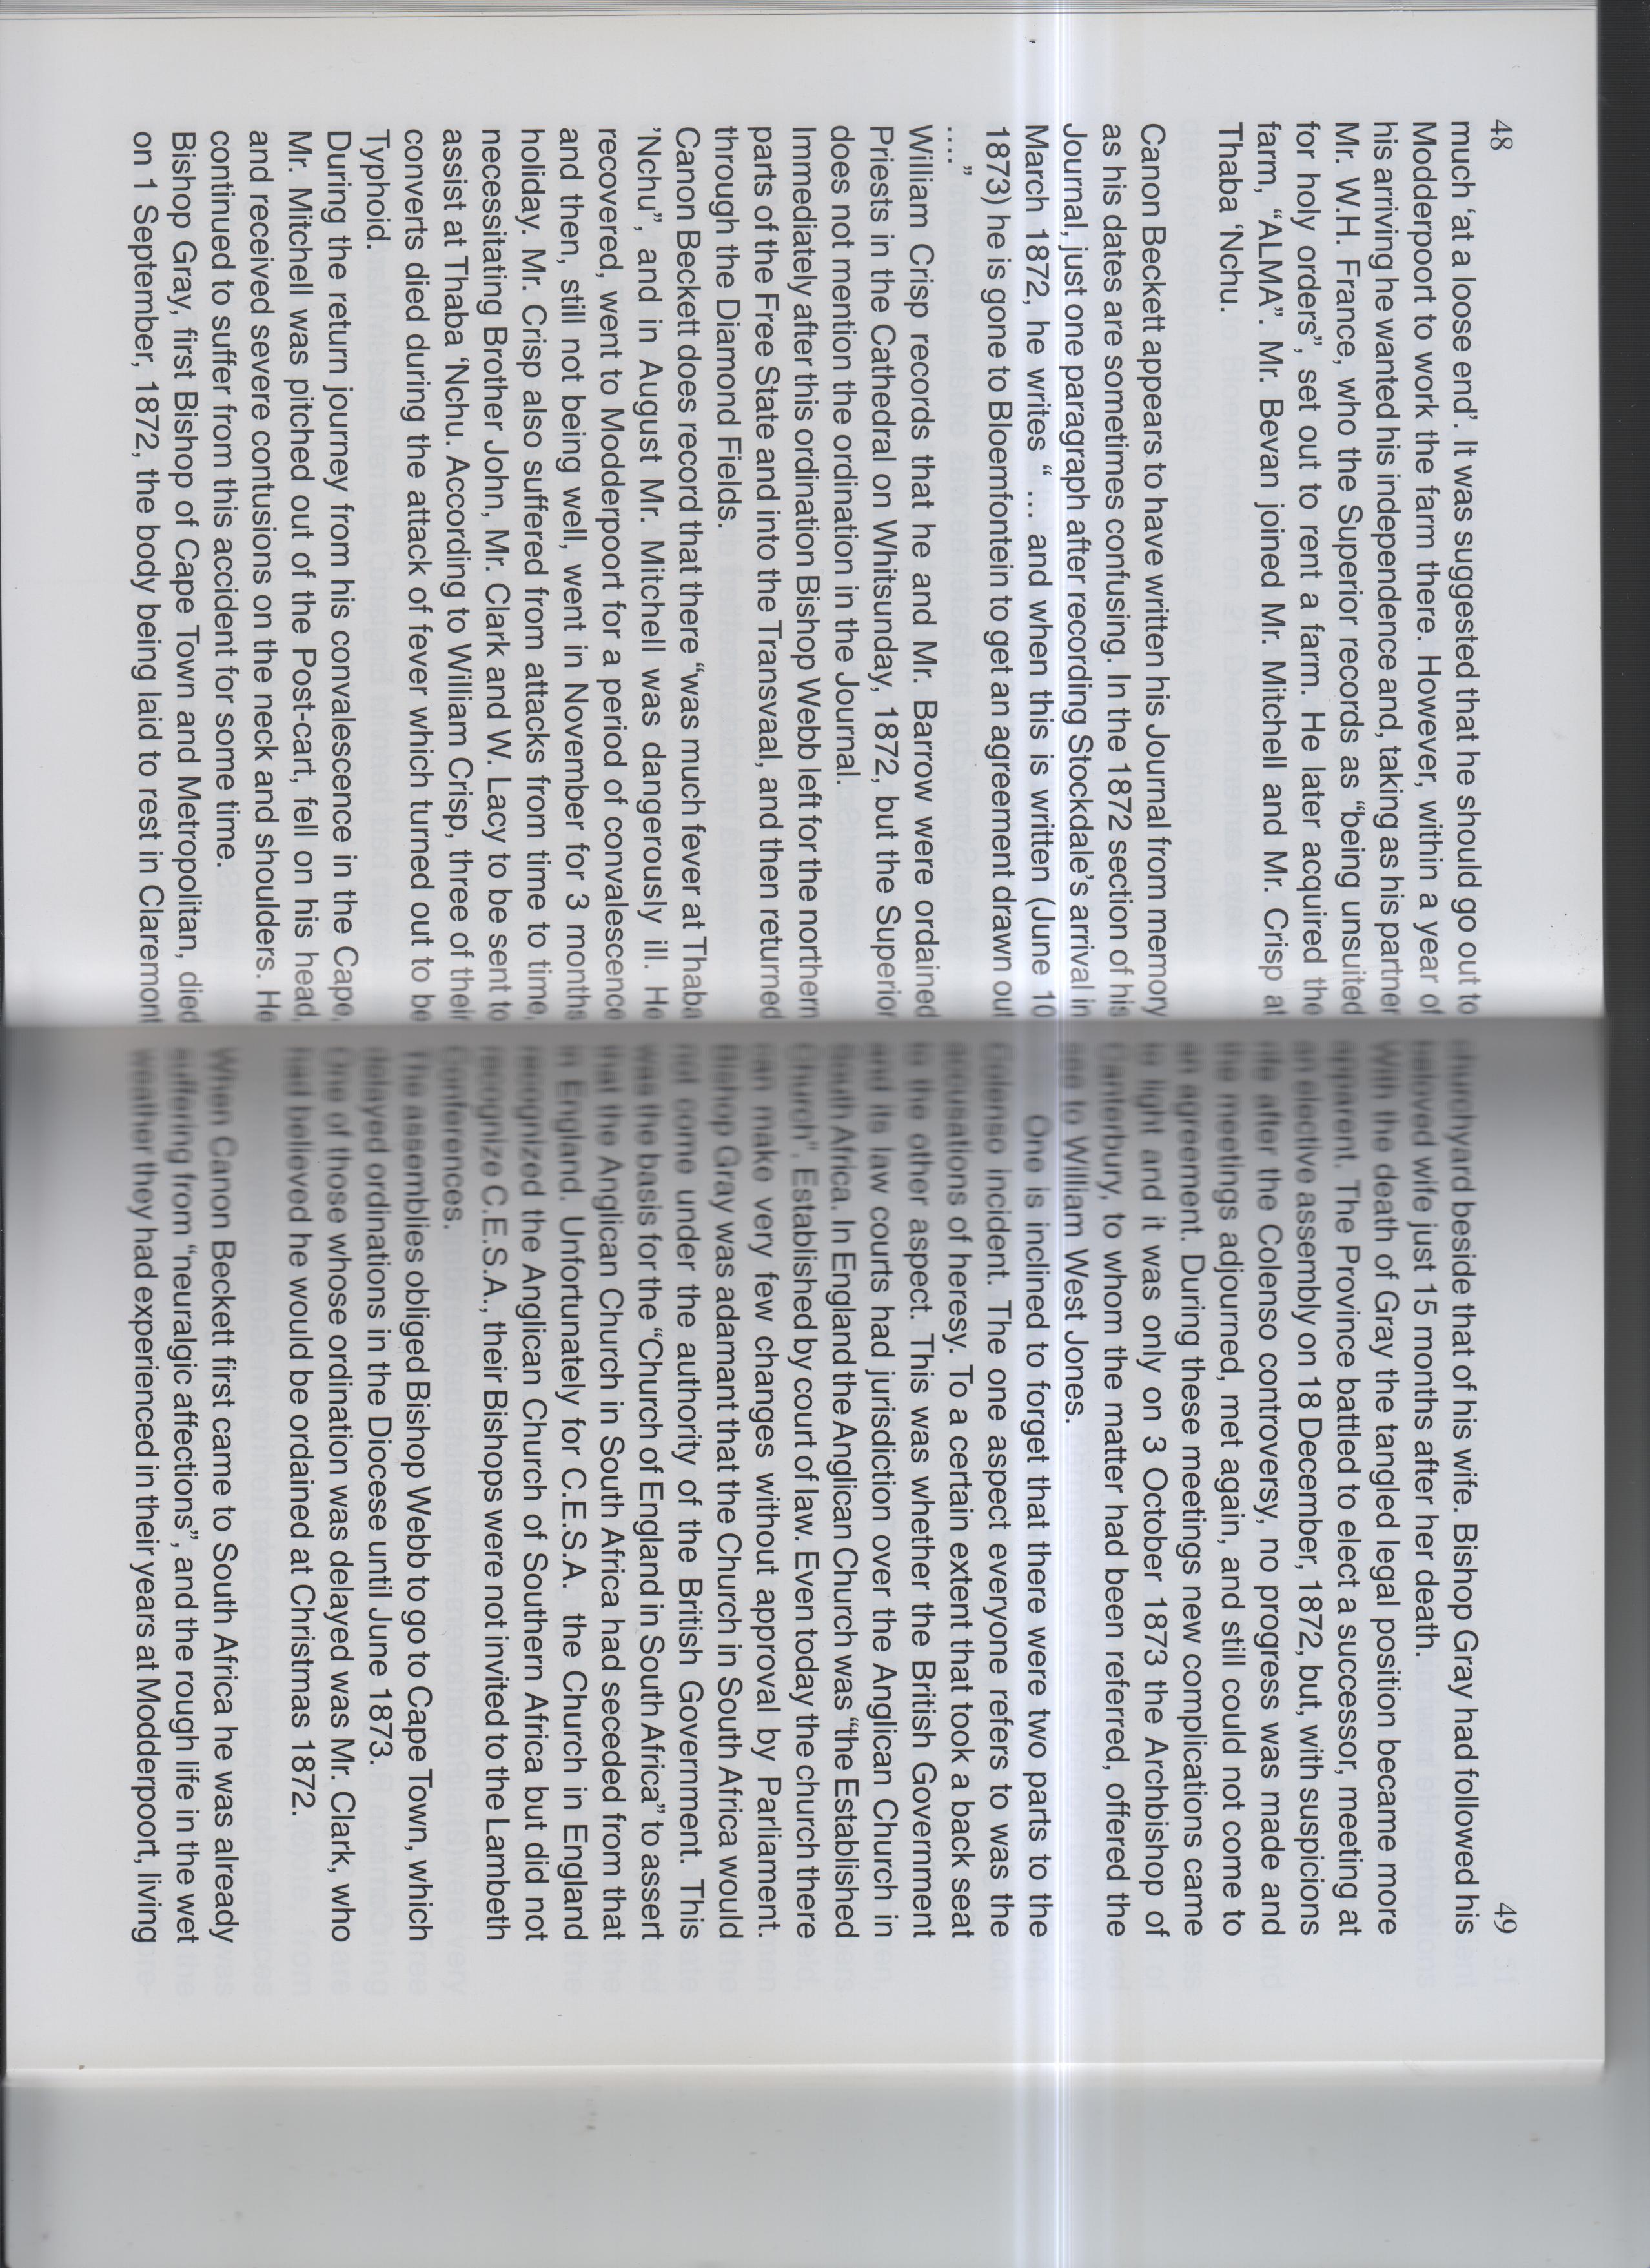 48
much ‘at a loose end’. It was suggested that he should go out to
Modderpoort to work the farm there. However, within a year of
his arriving he wanted his independence and, taking as his partner
Mr. W.H. France, who the Superior records as “being unsuited
for holy orders”, set out to rent a farm. He later acquired the
farm, “ALMA”. Mr. Bevan joined Mr. Mitchell and Mr. Crisp at
Thaba ‘Nchu.
Canon Beckett appears to have written his Journal from memory
as his dates are sometimes confusing. In the 1872 section of his
Journal, just one paragraph after recording Stockdale’s arrival in
March 1872, he writes “ ... and when this is written (June 10
1873) he is gone to Bloemfontein to get an agreement drawn out
....”
William Crisp records that he and Mr. Barrow were ordained
Priests in the Cathedral on Whitsunday, 1872, but the Superior
does not mention the ordination in the Journal.
Immediately after this ordination Bishop Webb left for the northern
parts of the Free State and into the Transvaal, and then returned
through the Diamond Fields.
Canon Beckett does record that there “was much fever at Thaba
’Nchu”, and in August Mr. Mitchell was dangerously ill. He
recovered, went to Modderpoort for a period of convalescence
and then, still not being well, went in November for 3 months
holiday. Mr. Crisp also suffered from attacks from time to time,
necessitating Brother John, Mr. Clark and W. Lacy to be sent to
assist at Thaba ‘Nchu. According to William Crisp, three of their
converts died during the attack of fever which turned out to be
Typhoid.
During the return journey from his convalescence in the Cape,
Mr. Mitchell was pitched out of the Post-cart, fell on his head,
and received severe contusions on the neck and shoulders. He
continued to suffer from this accident for some time.
Bishop Gray, first Bishop of Cape Town and Metropolitan, died
on 1 September, 1872, the body being laid to rest in Claremont
49
churchyard beside that of his wife. Bishop Gray had followed his
beloved wife just 15 months after her death.
With the death of Gray the tangled legal position became more
apparent. The Province battled to elect a successor, meeting at
an elective assembly on 18 December, 1872, but, with suspicions
rife after the Colenso controversy, no progress was made and
the meetings adjourned, met again, and still could not come to
an agreement. During these meetings new complications came
to light and it was only on 3 October 1873 the Archbishop of
Canterbury, to whom the matter had been referred, offered the
see to William West Jones.
One is inclined to forget that there were two parts to the
Colenso incident. The one aspect everyone refers to was the
accusations of heresy. To a certain extent that took a back seat
to the other aspect. This was whether the British Government
and its law courts had jurisdiction over the Anglican Church in
South Africa. In England the Anglican Church was “the Established
Church”. Established by court of law. Even today the church there
can make very few changes without approval by Parliament.
Bishop Gray was adamant that the Church in South Africa would
not come under the authority of the British Government. This
was the basis for the “Church of England in South Africa” to assert
that the Anglican Church in South Africa had seceded from that
in England. Unfortunately for C.E.S.A. the Church in England
recognized the Anglican Church of Southern Africa but did not
recognize C.E.S.A., their Bishops were not invited to the Lambeth
Conferences.
The assemblies obliged Bishop Webb to go to Cape Town, which
delayed ordinations in the Diocese until June 1873.
One of those whose ordination was delayed was Mr. Clark, who
had believed he would be ordained at Christmas 1872.
When Canon Beckett first came to South Africa he was already
suffering from “neuralgic affections”, and the rough life in the wet
weather they had experienced in their years at Modderpoort, living